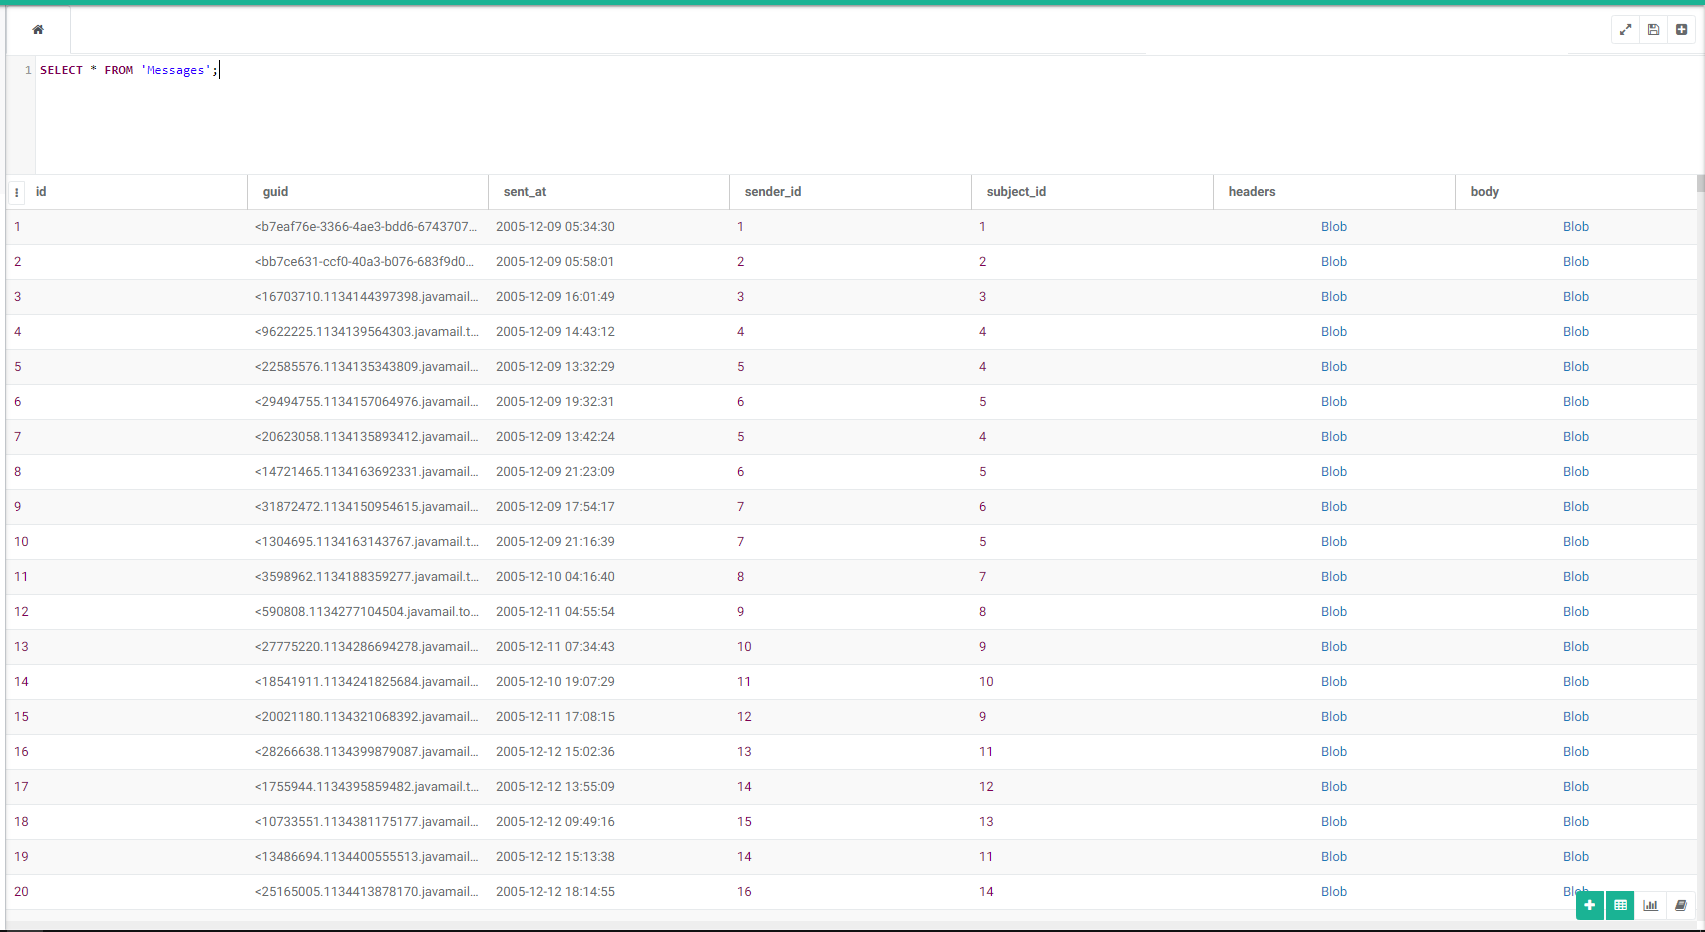 1 SELECT * FROM 'Messages';
id guid sent_at sender_id subject_id headers body
1 <b7eaf76e-3366-4ae3-bdd6-6743707... 2005-12-09 05:34:30 1 1 Blob Blob
2 <bb7ce631-ccf0-40a3-b076-683f9d0... 2005-12-09 05:58:01 2 2 Blob Blob
3 <16703710.1134144397398.javamail... 2005-12-09 16:01:49 3 3 Blob Blob
4 <9622225.1134139564303.javamail.t... 2005-12-09 14:43:12 4 4 Blob Blob
5 <22585576.1134135343809.javamail... 2005-12-09 13:32:29 5 4 Blob Blob
6 <29494755.1134157064976.javamail... 2005-12-09 19:32:31 6 5 Blob Blob
7 <20623058.1134135893412.javamail... 2005-12-09 13:42:24 5 4 Blob Blob
8 <14721465.1134163692331.javamail... 2005-12-09 21:23:09 6 5 Blob Blob
9 <31872472.1134150954615.javamail... 2005-12-09 17:54:17 7 6 Blob Blob
10 <1304695.1134163143767.javamail.t... 2005-12-09 21:16:39 7 5 Blob Blob
11 <3598962.1134188359277.javamail.t... 2005-12-10 04:16:40 8 7 Blob Blob
12 <590808.1134277104504.javamail.to... 2005-12-11 04:55:54 9 8 Blob Blob
13 <27775220.1134286694278.javamail... 2005-12-11 07:34:43 10 9 Blob Blob
14 <18541911.1134241825684.javamail... 2005-12-10 19:07:29 11 10 Blob Blob
15 <20021180.1134321068392.javamail... 2005-12-11 17:08:15 12 9 Blob Blob
16 <28266638.1134399879087.javamail... 2005-12-12 15:02:36 13 11 Blob Blob
17 <1755944.1134395859482.javamail.t... 2005-12-12 13:55:09 14 12 Blob Blob
18 <10733551.1134381175177.javamail... 2005-12-12 09:49:16 15 13 Blob Blob
19 <13486694.1134400555513.javamail... 2005-12-12 15:13:38 14 11 Blob Blob
20 <25165005.1134413878170.javamail... 2005-12-12 18:14:55 16 14 Blob Blob